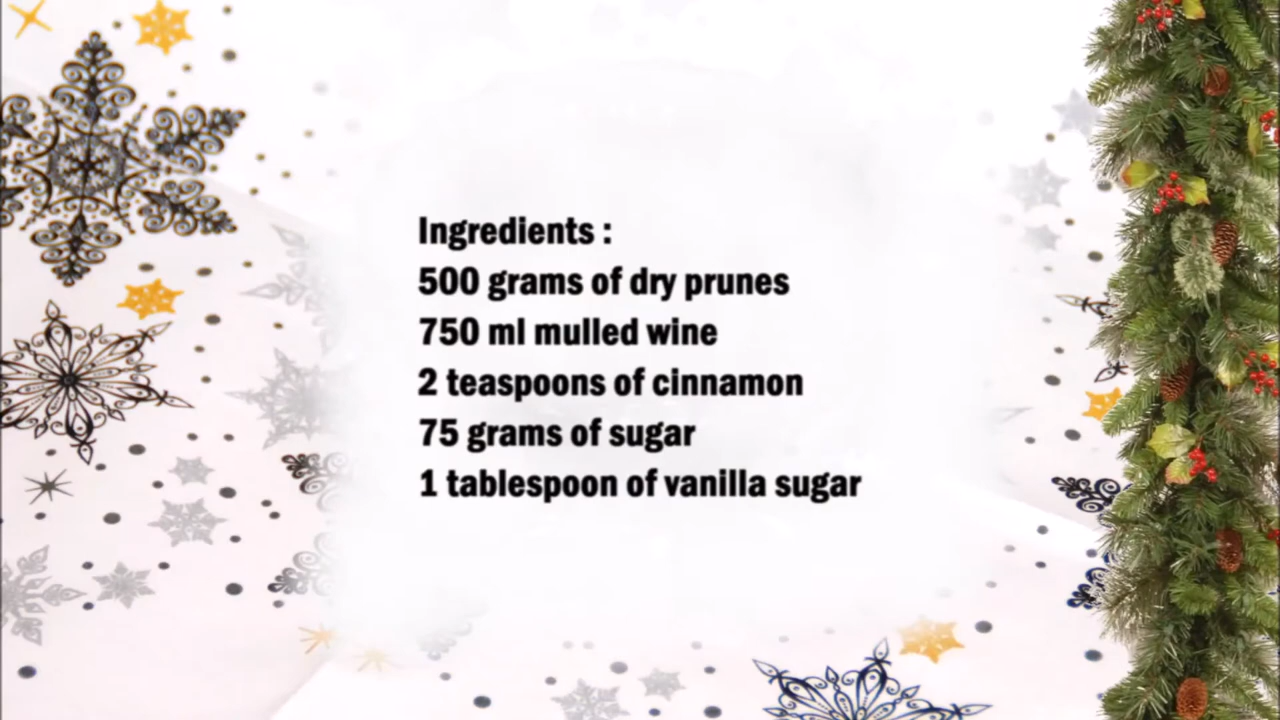 Ingredients :
500 grams of dry prunes
750 ml mulled wine
2 teaspoons of cinnamon
75 grams of sugar
1 tablespoon of vanilla sugar